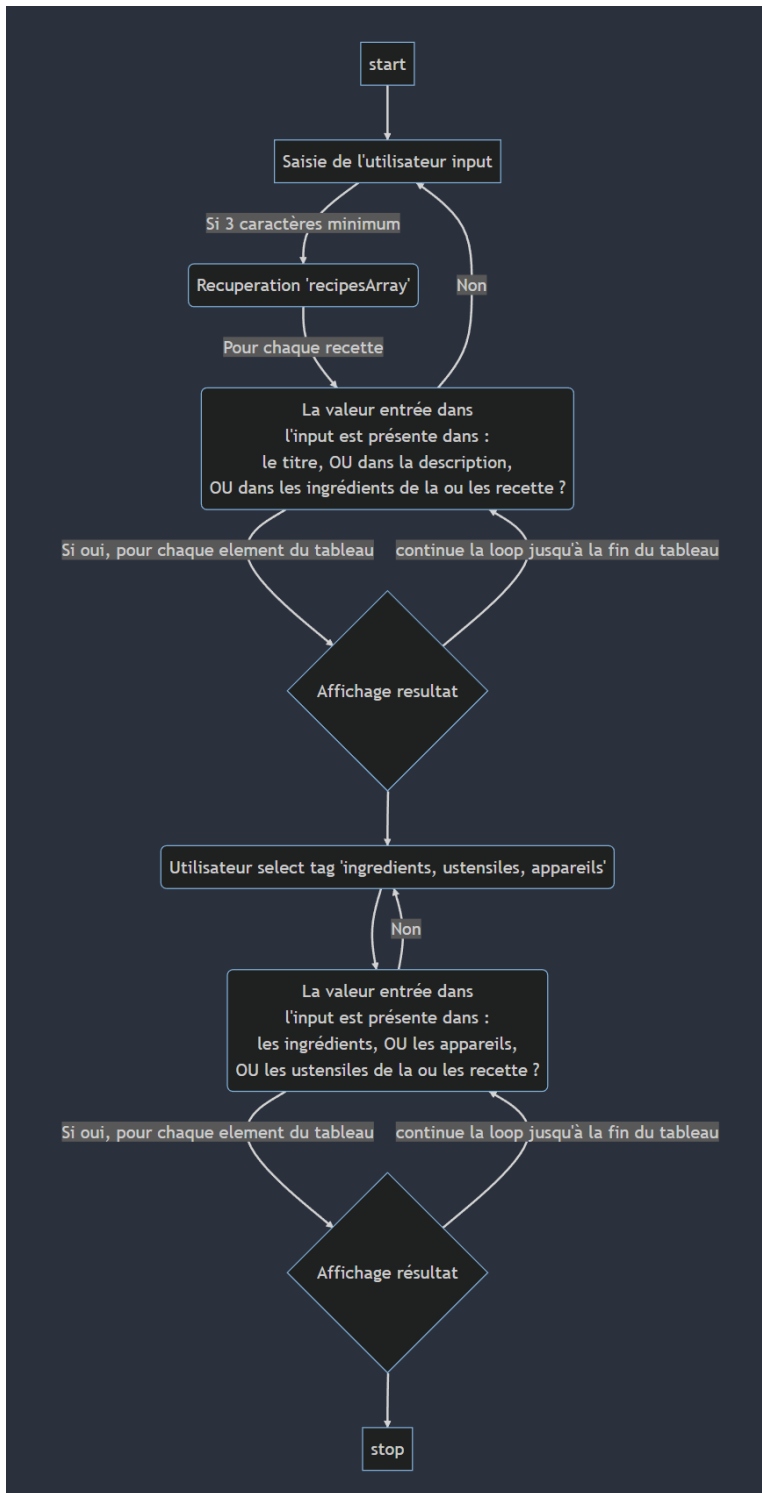 start
Saisie de l'utilisateur input
Si 3 caractères minimum
Recuperation 'recipesArray'
Non
Pour chaque recette
La valeur entrée dans
l'input est présente dans :
le titre, OU dans la description,
OU dans les ingrédients de la ou les recette ?
Si oui, pour chaque element du tableau
continue la loop jusqu'à la fin du tableau
Affichage resultat
Utilisateur select tag 'ingredients, ustensiles, appareils'
Non
La valeur entrée dans
l'input est présente dans :
les ingrédients, OU les appareils,
OU les ustensiles de la ou les recette ?
Si oui, pour chaque element du tableau
continue la loop jusqu'à la fin du tableau
Affichage résultat
stop